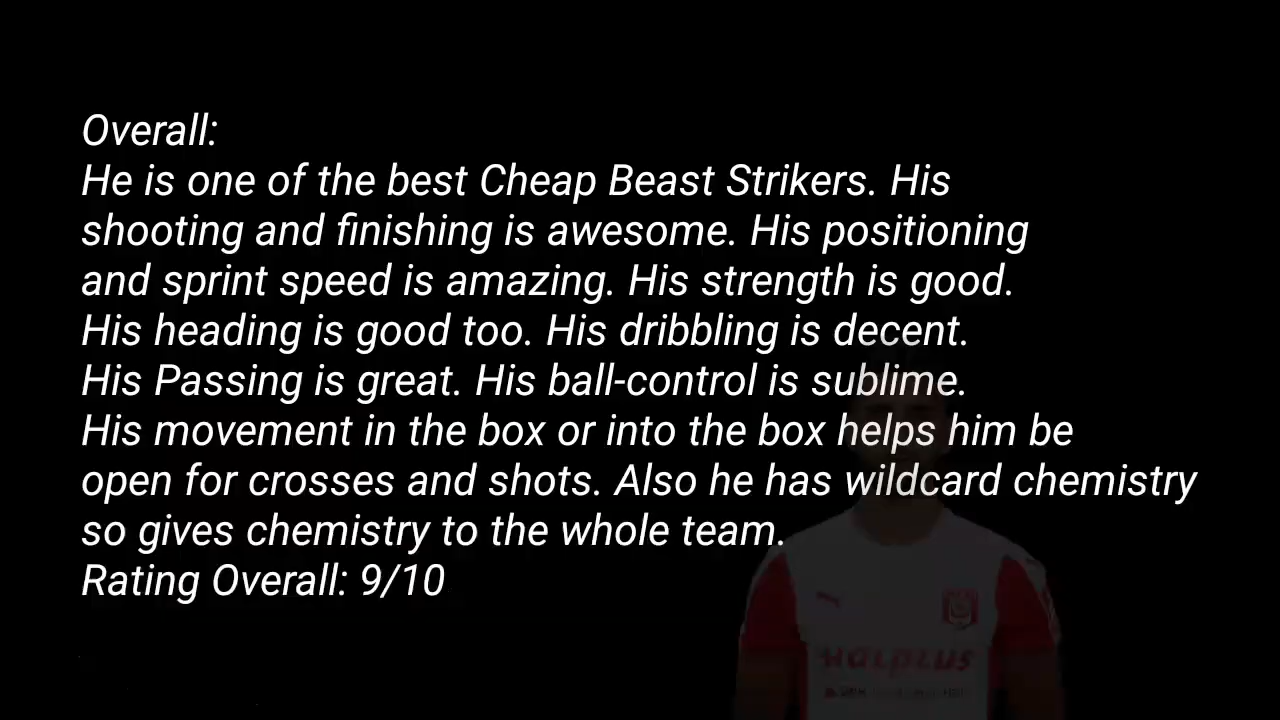 Overall:
He is one of the best Cheap Beast Strikers. His
shooting and finishing is awesome. His positioning
and sprint speed is amazing. His strength is good.
His heading is good too. His dribbling is decent.
His Passing is great. His ball-control is sublime.
His movement in the box or into the box helps him be
open for crosses and shots. Also he has wildcard chemistry
so gives chemistry to the whole team.
Rating Overall: 9/10
HALPLUS